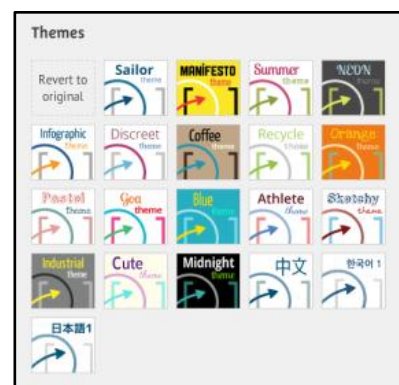 Themes
Revert to
original
Sailor
theme
MANIFESTO
theme
Summer
theme
NEON
theme
Infographic
theme
Discreet
theme
Coffee
theme
Recycle
theme
Orange
theme
Pastel
theme
Goa
theme
Blue
theme
Athlete
theme
Sketchy
theme
Industrial
theme
Cute
theme
Midnight
theme
中文
한국어 1
日本語1